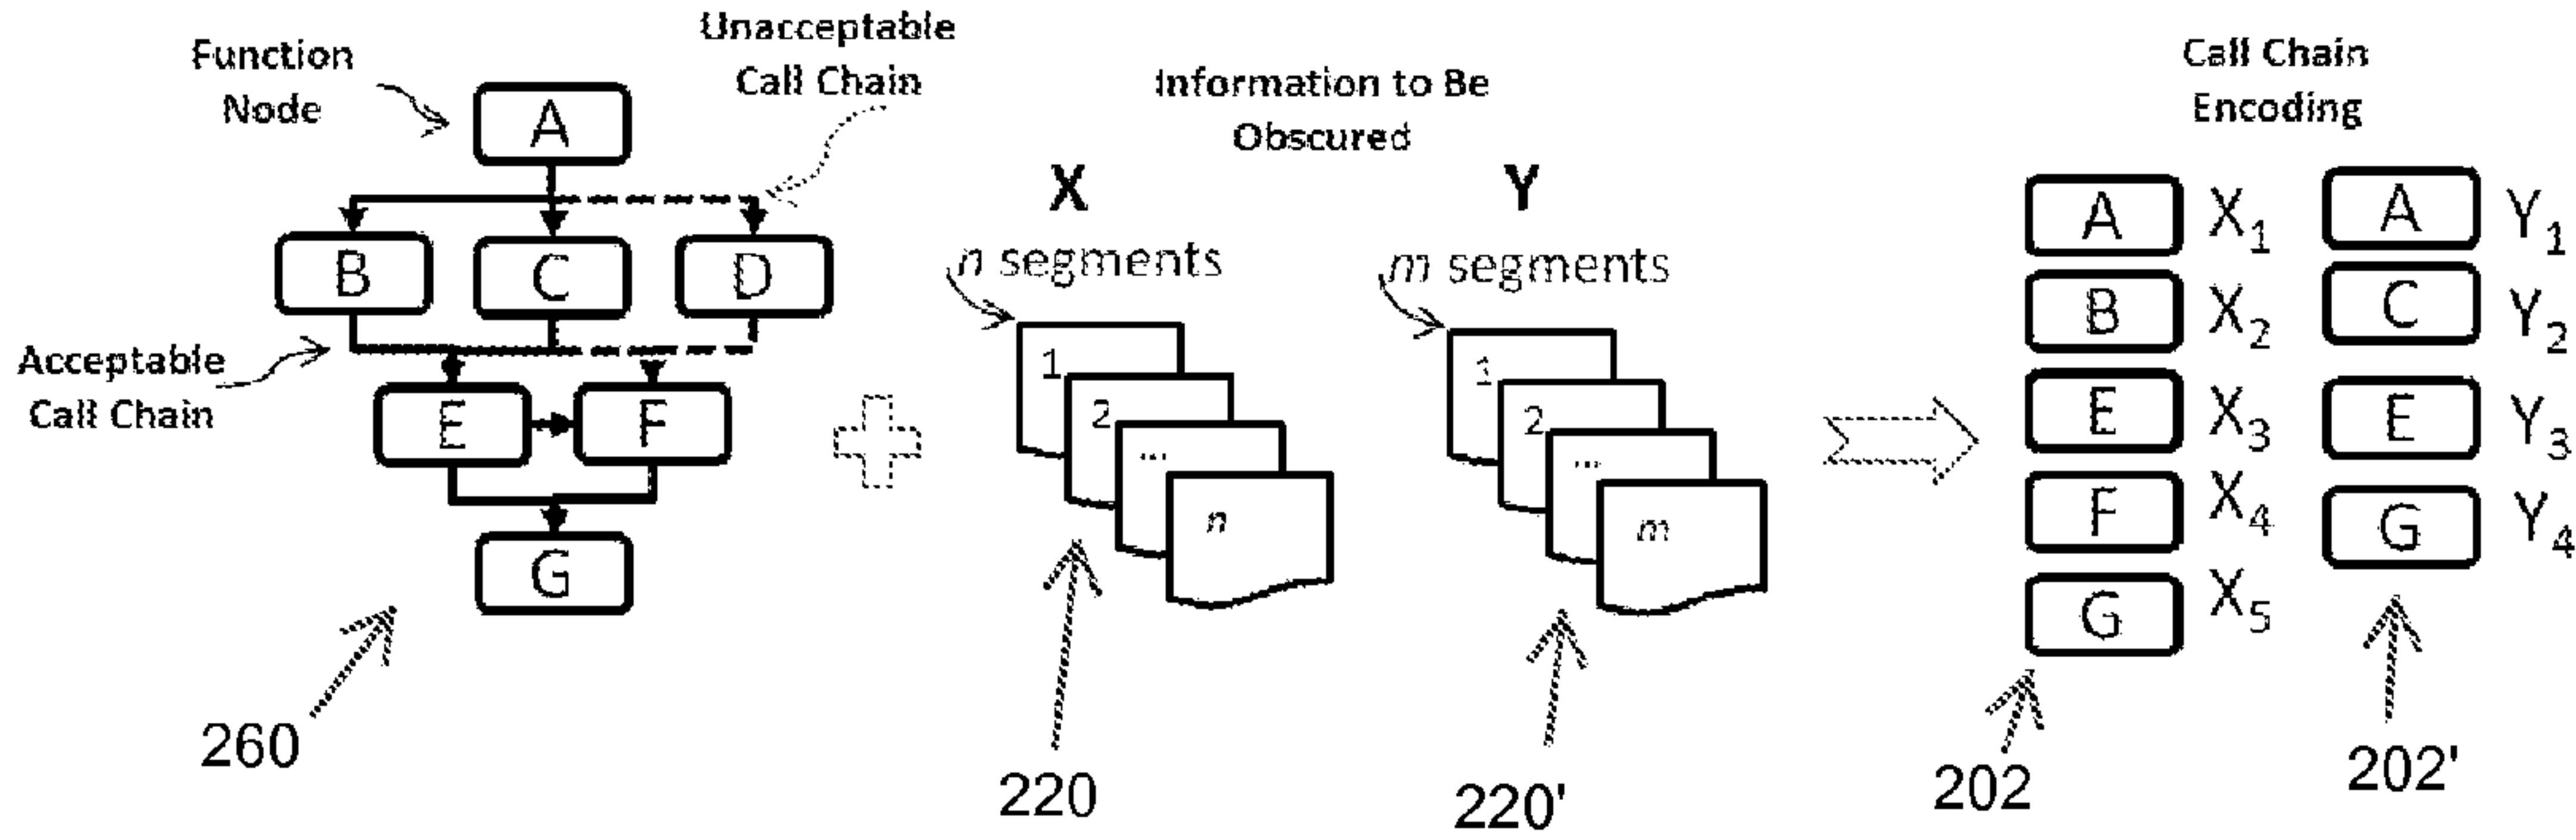 Function
Node
Unacceptable
Call Chain
A
B
C
D
Acceptable
Call Chain
E
F
G
260
Information to Be
Obscured
X
n segments
1
2
...
n
220
Y
m segments
1
2
...
m
220'
Call Chain
Encoding
A X1
B X2
E X3
F X4
G X5
202
A Y1
C Y2
E Y3
G Y4
202'